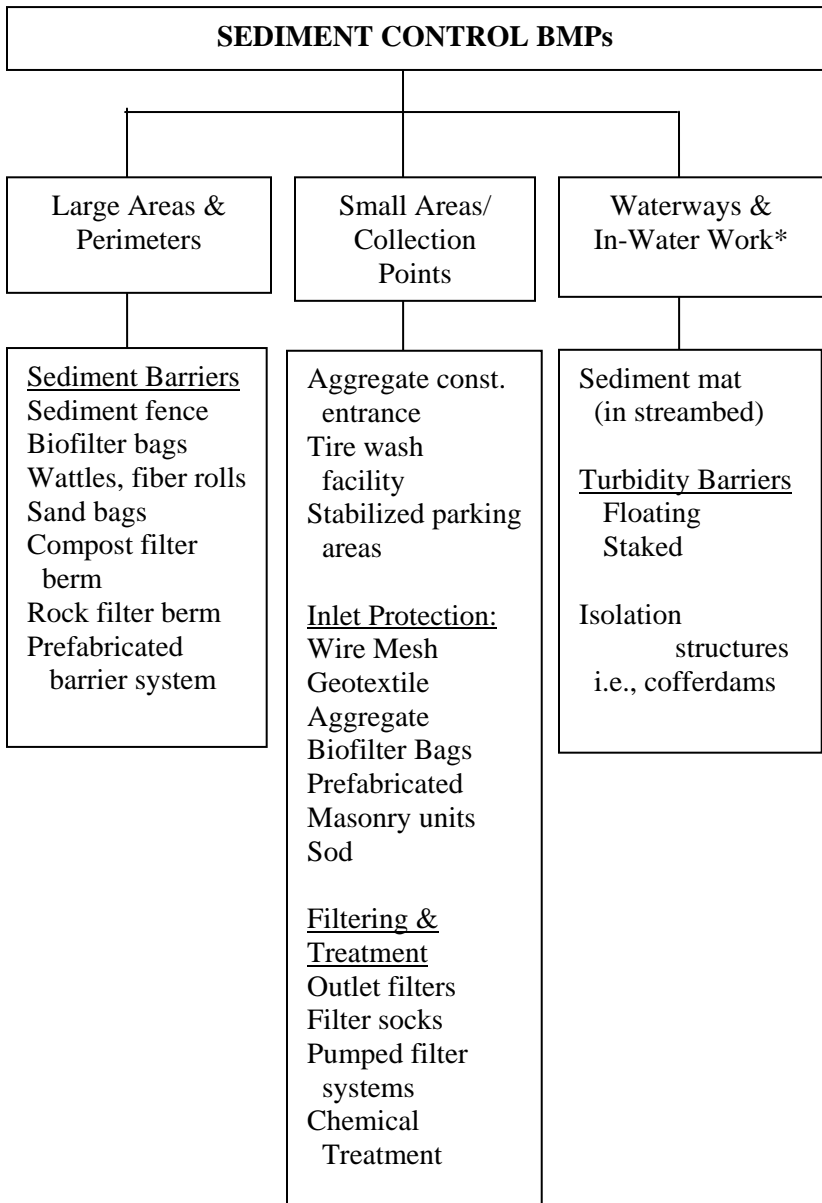 SEDIMENT CONTROL BMPs
Large Areas &
Perimeters
Small Areas/
Collection
Points
Waterways &
In-Water Work*
Sediment Barriers
Sediment fence
Biofilter bags
Wattles, fiber rolls
Sand bags
Compost filter
berm
Rock filter berm
Prefabricated
barrier system
Aggregate const.
entrance
Tire wash
facility
Stabilized parking
areas
Inlet Protection:
Wire Mesh
Geotextile
Aggregate
Biofilter Bags
Prefabricated
Masonry units
Sod
Filtering &
Treatment
Outlet filters
Filter socks
Pumped filter
systems
Chemical
Treatment
Sediment mat
(in streambed)
Turbidity Barriers
Floating
Staked
Isolation
structures
i.e., cofferdams